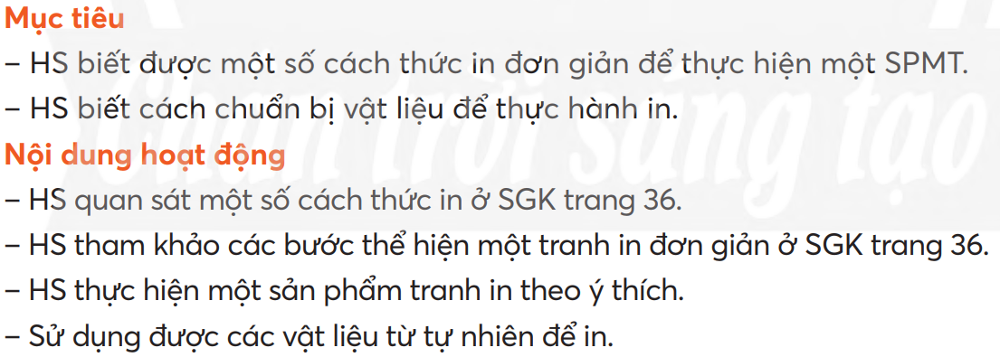 Mục tiêu
– HS biết được một số cách thức in đơn giản để thực hiện một SPMT.
– HS biết cách chuẩn bị vật liệu để thực hành in.
Chân trời sáng tạo
Nội dung hoạt động
– HS quan sát một số cách thức in ở SGK trang 36.
– HS tham khảo các bước thể hiện một tranh in đơn giản ở SGK trang 36.
– HS thực hiện một sản phẩm tranh in theo ý thích.
– Sử dụng được các vật liệu từ tự nhiên để in.